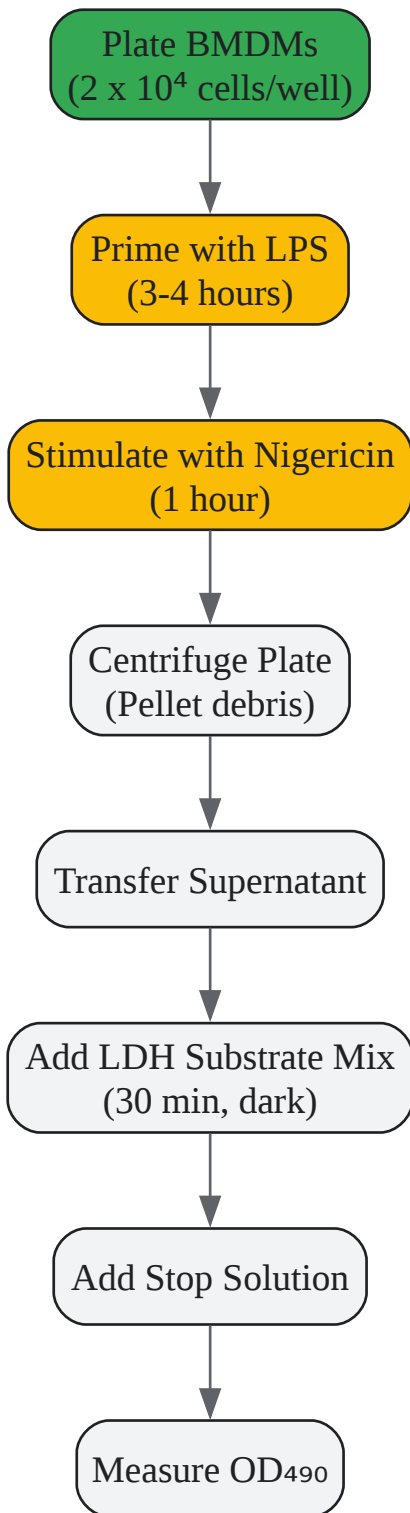 Plate BMDMs
(2 x 10⁴ cells/well)
Prime with LPS
(3-4 hours)
Stimulate with Nigericin
(1 hour)
Centrifuge Plate
(Pellet debris)
Transfer Supernatant
Add LDH Substrate Mix
(30 min, dark)
Add Stop Solution
Measure OD₄₉₀